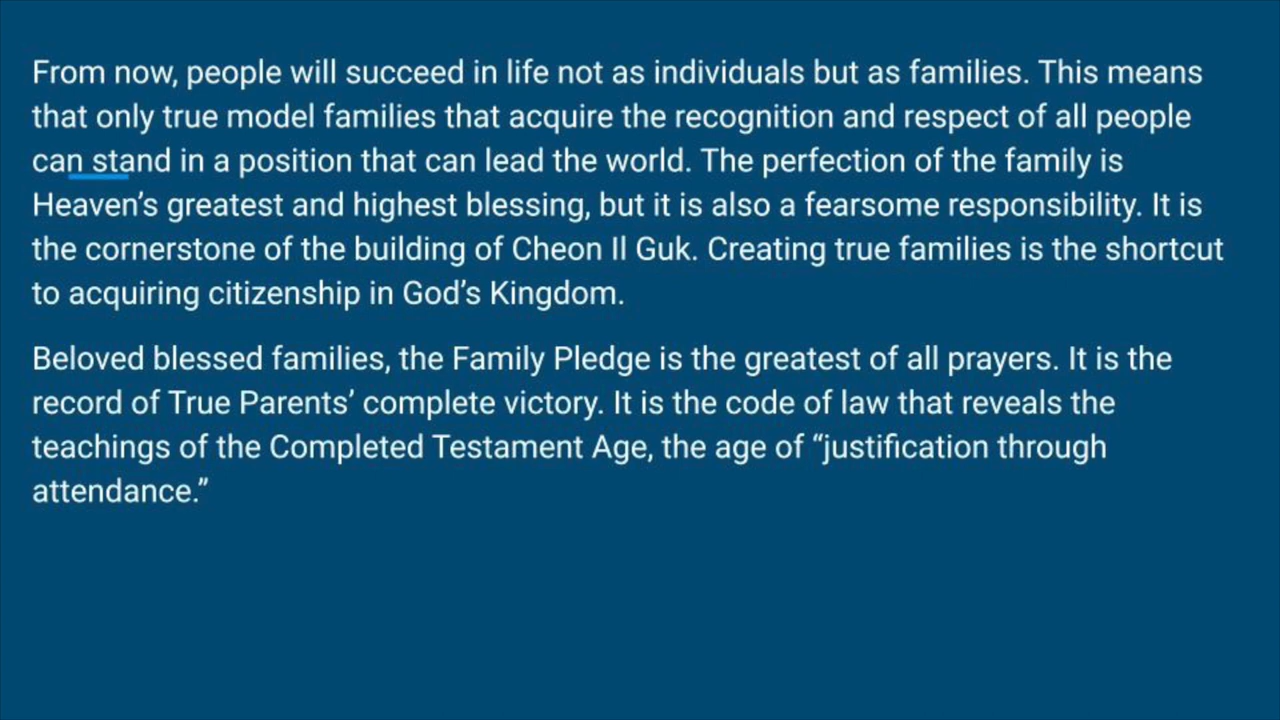 From now, people will succeed in life not as individuals but as families. This means
that only true model families that acquire the recognition and respect of all people
can stand in a position that can lead the world. The perfection of the family is
Heaven’s greatest and highest blessing, but it is also a fearsome responsibility. It is
the cornerstone of the building of Cheon Il Guk. Creating true families is the shortcut
to acquiring citizenship in God’s Kingdom.
Beloved blessed families, the Family Pledge is the greatest of all prayers. It is the
record of True Parents’ complete victory. It is the code of law that reveals the
teachings of the Completed Testament Age, the age of “justification through
attendance.”